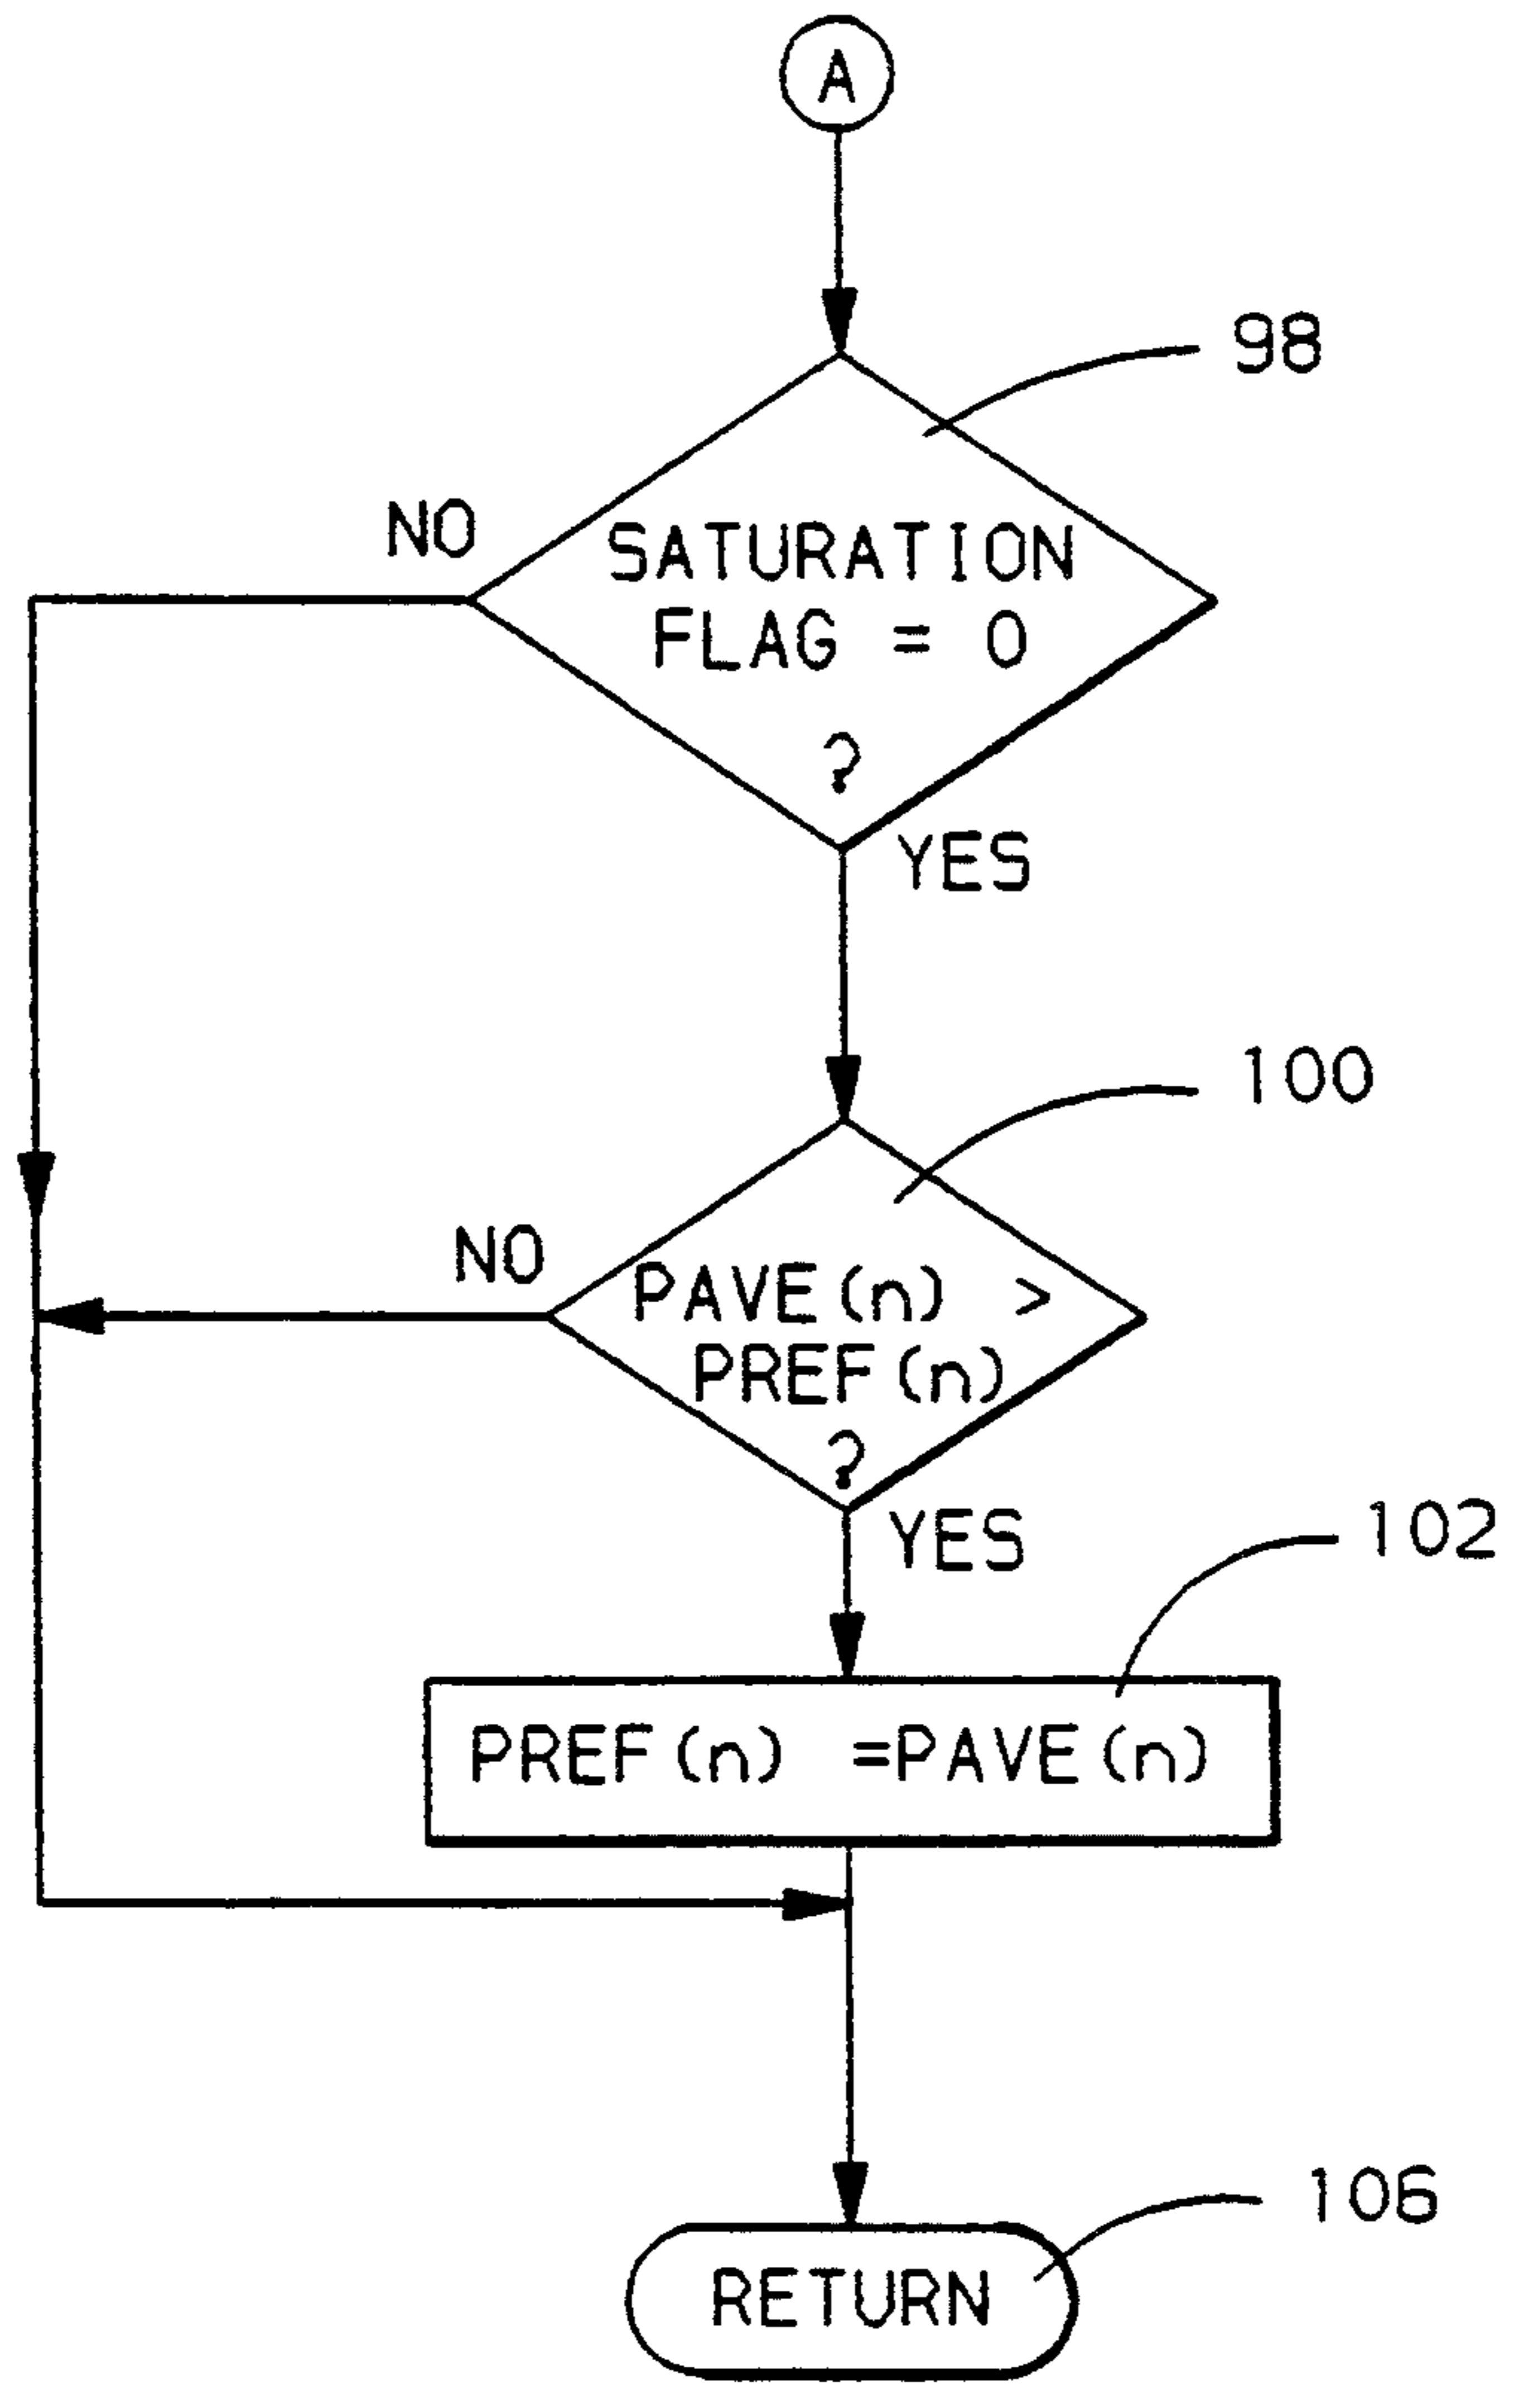 A
98
NO
SATURATION
FLAG = 0
?
YES
100
NO
PAVE(n) >
PREF(n)
?
YES
102
PREF(n) =PAVE(n)
106
RETURN